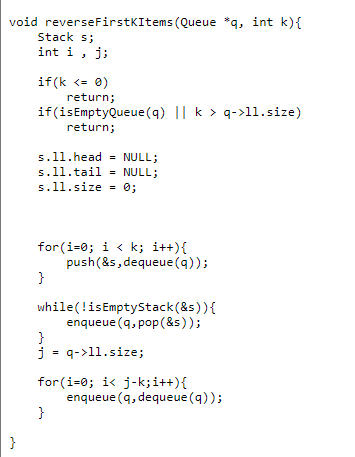 void reverseFirstKItems(Queue *q, int k){
    Stack s;
    int i , j;

    if(k <= 0)
        return;
    if(isEmptyQueue(q) || k > q->ll.size)
        return;

    s.ll.head = NULL;
    s.ll.tail = NULL;
    s.ll.size = 0;

    for(i=0; i < k; i++){
        push(&s,dequeue(q));
    }

    while(!isEmptyStack(&s)){
        enqueue(q,pop(&s));
    }
    j = q->ll.size;

    for(i=0; i< j-k;i++){
        enqueue(q,dequeue(q));
    }

}